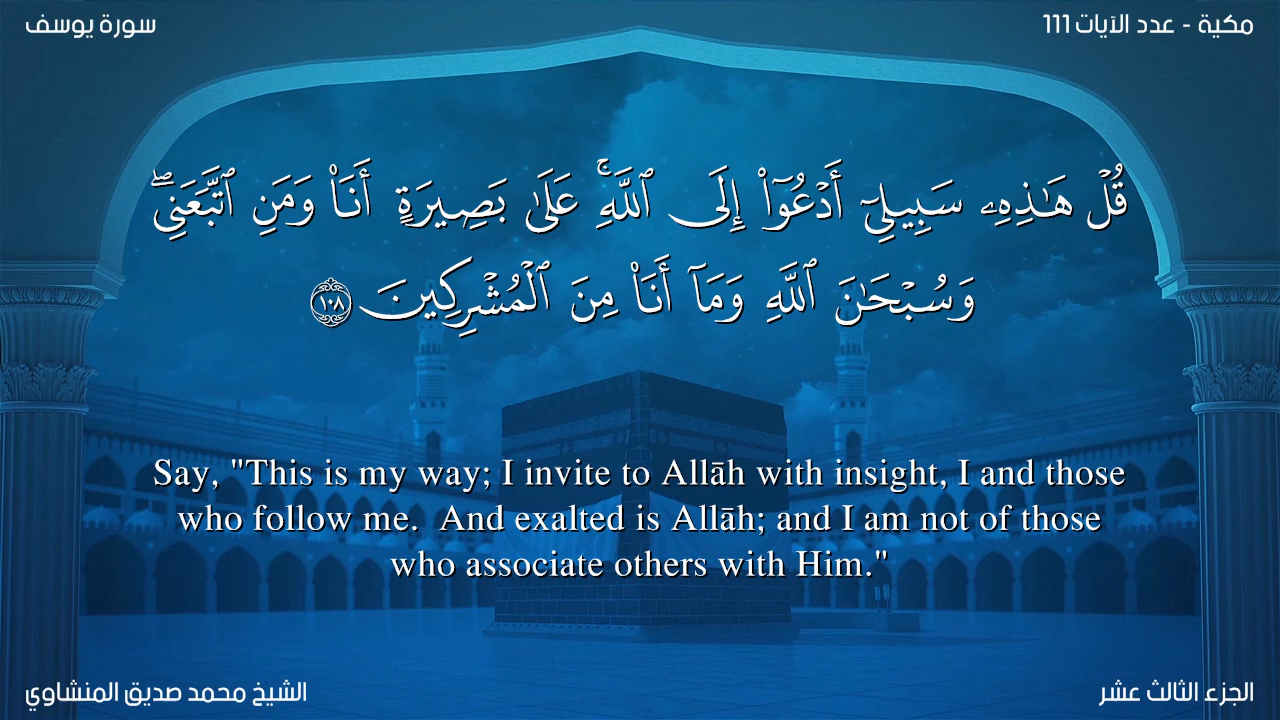 مكية - عدد الآيات 111
سورة يوسف
قُلْ هَـٰذِهِۦ سَبِيلِىٓ أَدْعُوٓا۟ إِلَى ٱللَّهِ ۚ عَلَىٰ بَصِيرَةٍ أَنَا۠ وَمَنِ ٱتَّبَعَنِى ۖ
وَسُبْحَـٰنَ ٱللَّهِ وَمَآ أَنَا۠ مِنَ ٱلْمُشْرِكِينَ ١٠٨
Say, "This is my way; I invite to Allāh with insight, I and those
who follow me.  And exalted is Allāh; and I am not of those
who associate others with Him."
الجزء الثالث عشر
الشيخ محمد صديق المنشاوي